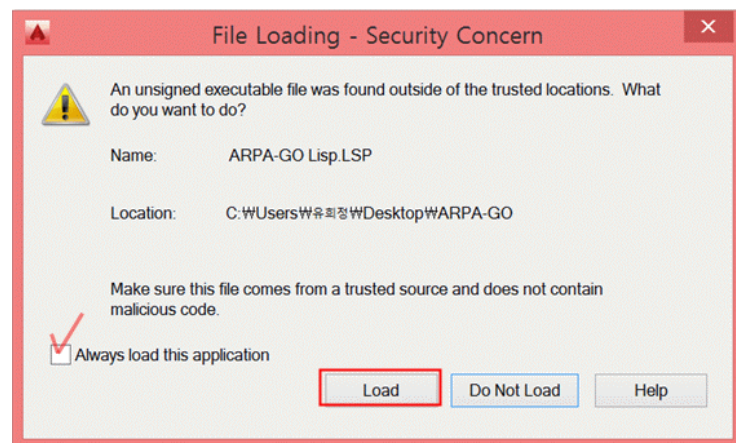 File Loading - Security Concern
An unsigned executable file was found outside of the trusted locations. What
do you want to do?
Name: ARPA-GO Lisp.LSP
Location: C:₩Users₩유희정₩Desktop₩ARPA-GO
Make sure this file comes from a trusted source and does not contain
malicious code.
Always load this application
Load Do Not Load Help